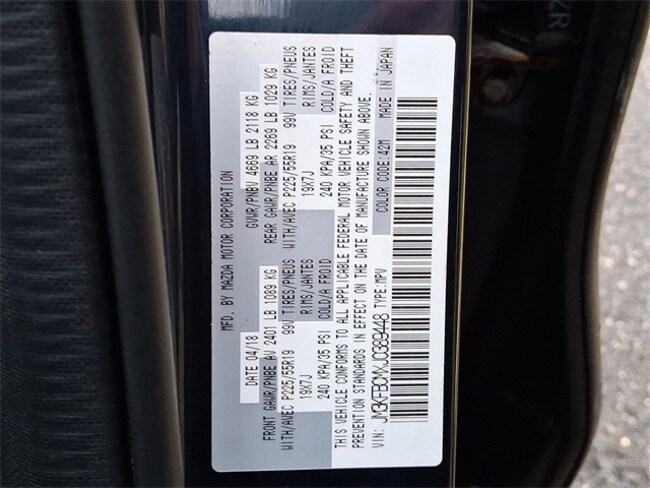 MFD. BY MAZDA MOTOR CORPORATION
DATE 04/18 GVWR/PNBV 4669 LB 2118 KG
FRONT GAWR/PNBE AV 2401 LB 1089 KG REAR GAWR/PNBE AR 2269 LB 1029 KG
WITH/AVEC P225/55R19 99V TIRES/PNEUS WITH/AVEC P225/55R19 99V TIRES/PNEUS
19X7J RIMS/JANTES 19X7J RIMS/JANTES
240 KPA/35 PSI COLD/A FROID 240 KPA/35 PSI COLD/A FROID
THIS VEHICLE CONFORMS TO ALL APPLICABLE FEDERAL MOTOR VEHICLE SAFETY AND THEFT
PREVENTION STANDARDS IN EFFECT ON THE DATE OF MANUFACTURE SHOWN ABOVE.
VIN: TYPE:MPV COLOR CODE:42M MADE IN JAPAN